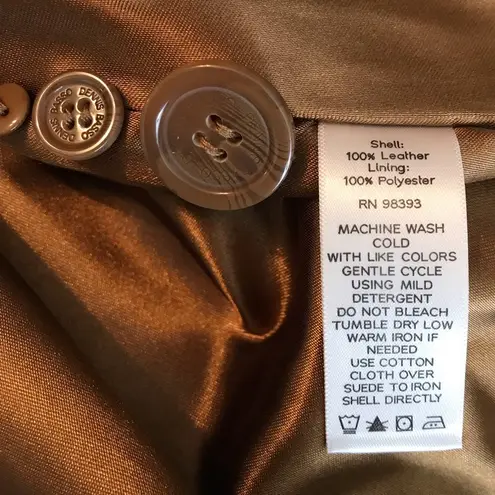 DENNIS BASSO DENNIS BASSO
Shell:
100% Leather
Lining:
100% Polyester
RN 98393
MACHINE WASH
COLD
WITH LIKE COLORS
GENTLE CYCLE
USING MILD
DETERGENT
DO NOT BLEACH
TUMBLE DRY LOW
WARM IRON IF
NEEDED
USE COTTON
CLOTH OVER
SUEDE TO IRON
SHELL DIRECTLY